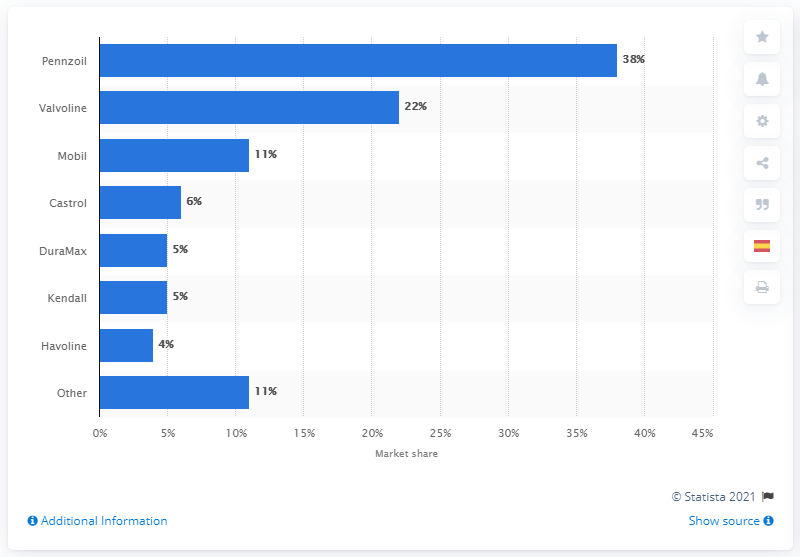 Pennzoil 38%
Valvoline 22%
Mobil 11%
Castrol 6%
DuraMax 5%
Kendall 5%
Havoline 4%
Other 11%
0% 5% 10% 15% 20% 25% 30% 35% 40% 45%
Market share
© Statista 2021
Additional Information
Show source